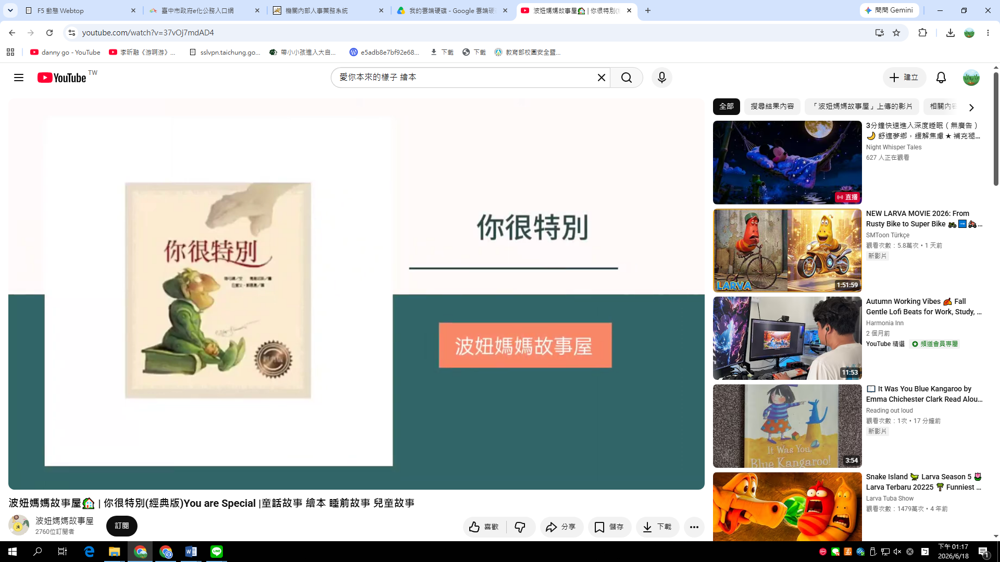 F5 動態 Webtop
臺中市政府e化公務入口網
機關內部人事業務系統
我的雲端硬碟 - Google 雲端硬
波妞媽媽故事屋🏠 | 你很特別(
問問 Gemini
youtube.com/watch?v=37vOj7mdAD4
danny go - YouTube
李昕融《游啊游》...
sslvpn.taichung.go...
帶小小孩進入大自...
e5adb8e7bf92e68...
下載
下載
教育部校園安全暨...
YouTube TW
愛你本來的樣子 繪本
建立
你很特別
你很特別
波妞媽媽故事屋
全部
搜尋結果內容
「波妞媽媽故事屋」上傳的影片
相關內容
3分鐘快速進入深度睡眠（無廣告）
🌙 舒適夢鄉，緩解焦慮 ★ 補充褪...
Night Whisper Tales
627 人正在觀看
直播
NEW LARVA MOVIE 2026: From
Rusty Bike to Super Bike 🏍️➡️🏍️...
SMToon Türkçe
觀看次數：5.8萬次 • 1 天前
新影片
LARVA
1:51:59
Autumn Working Vibes 🍂 Fall
Gentle Lofi Beats for Work, Study, ...
Harmonia Inn
2 個月前
YouTube 精選
頻道會員專屬
11:53
📖 It Was You Blue Kangaroo by
Emma Chichester Clark Read Alou...
Reading out loud
觀看次數：1次 • 17 分鐘前
新影片
It Was You,
Blue Kangaroo!
3:54
Snake Island 🐍 Larva Season 5 🌷
Larva Terbaru 20225 🌴 Funniest ...
Larva Tuba Show
觀看次數：1479萬次 • 4 年前
波妞媽媽故事屋🏠 | 你很特別(經典版)You are Special |童話故事 繪本 睡前故事 兒童故事
波妞媽媽故事屋
2760位訂閱者
訂閱
喜歡
分享
儲存
下載
下午 01:17
2026/6/18
1